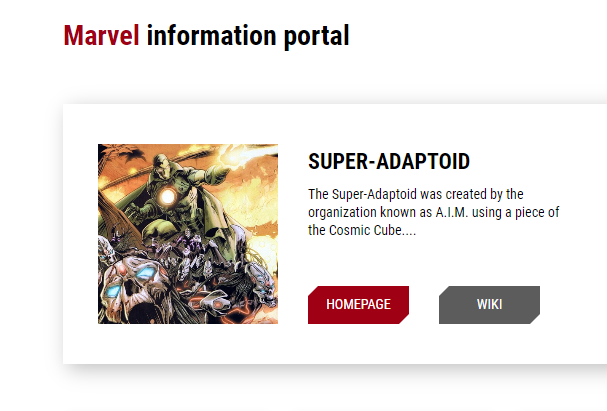 Marvel information portal
SUPER-ADAPTOID
The Super-Adaptoid was created by the
organization known as A.I.M. using a piece of
the Cosmic Cube....
HOMEPAGE
WIKI